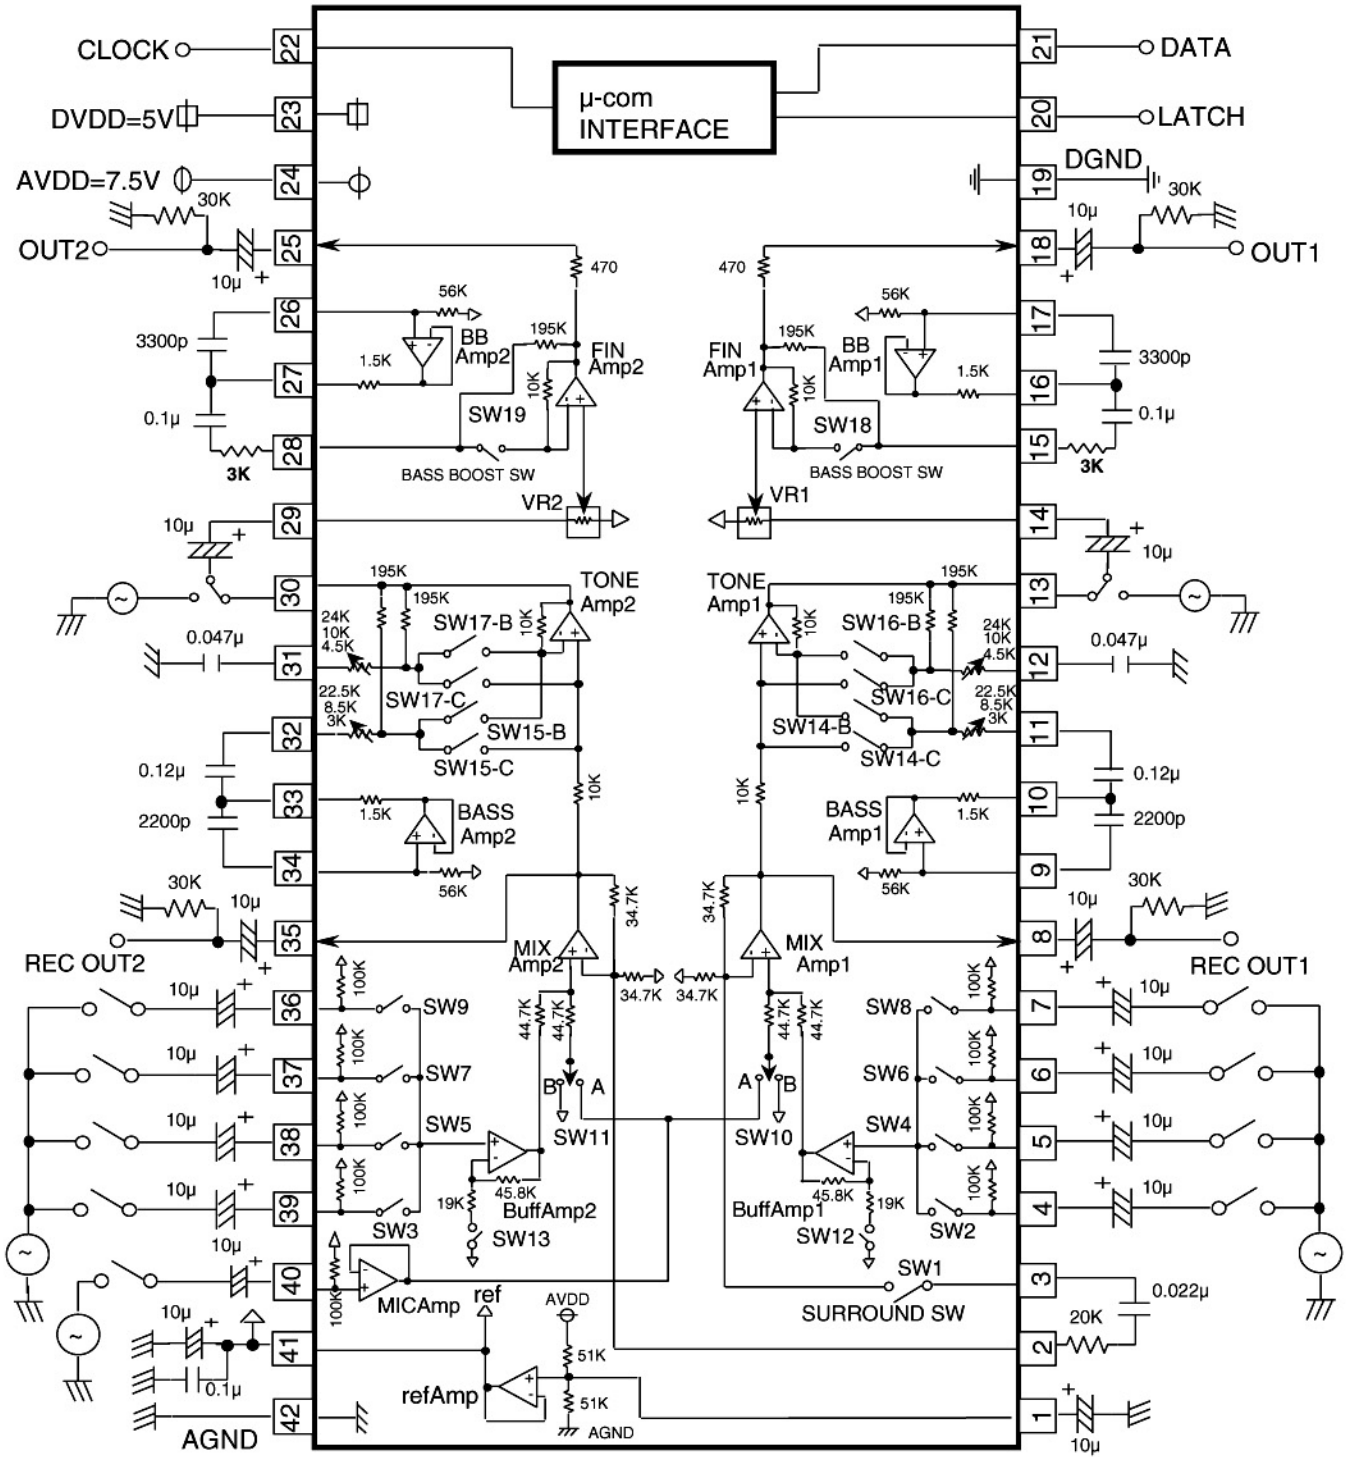 CLOCK
22
21
DATA
µ-com
INTERFACE
DVDD=5V
23
20
LATCH
AVDD=7.5V
24
19
DGND
30K
30K
OUT2
10µ
+
25
470
470
18
10µ
+
OUT1
26
56K
56K
17
3300p
+ -
BB
Amp2
195K
FIN
Amp2
FIN
Amp1
195K
BB
Amp1
+ -
3300p
27
1.5K
10K
10K
1.5K
16
0.1µ
SW19
+ -
+ -
SW18
0.1µ
28
15
3K
BASS BOOST SW
BASS BOOST SW
3K
VR2
VR1
10µ
+
29
14
+
10µ
30
195K
195K
TONE
Amp2
TONE
Amp1
195K
195K
13
~
~
0.047µ
24K
10K
4.5K
SW17-B
10K
+ -
+ -
10K
SW16-B
24K
10K
4.5K
0.047µ
31
12
SW17-C
SW16-C
22.5K
8.5K
3K
22.5K
8.5K
3K
32
SW15-B
SW14-B
11
SW15-C
SW14-C
0.12µ
10K
10K
0.12µ
33
1.5K
BASS
Amp2
BASS
Amp1
1.5K
10
2200p
+ -
- +
2200p
34
56K
56K
9
30K
10µ
34.7K
34.7K
10µ
30K
35
+
8
+
REC OUT2
MIX
Amp2
+ -
- +
MIX
Amp1
REC OUT1
34.7K
34.7K
10µ
+
36
100K
SW9
44.7K
44.7K
44.7K
44.7K
SW8
100K
7
+
10µ
10µ
+
37
100K
SW7
B
A
A
B
SW6
100K
6
+
10µ
10µ
+
38
100K
SW5
SW11
SW10
SW4
100K
5
+
10µ
10µ
+
39
100K
SW3
+
-
45.8K
19K
BuffAmp2
BuffAmp1
+
-
45.8K
19K
SW2
100K
4
+
10µ
SW13
SW12
~
~
10µ
+
40
100K
-
+
MICAmp
SW1
3
0.022µ
SURROUND SW
ref
AVDD
~
10µ
+
41
51K
2
20K
0.1µ
refAmp
+
-
51K
42
AGND
1
+
10µ
AGND